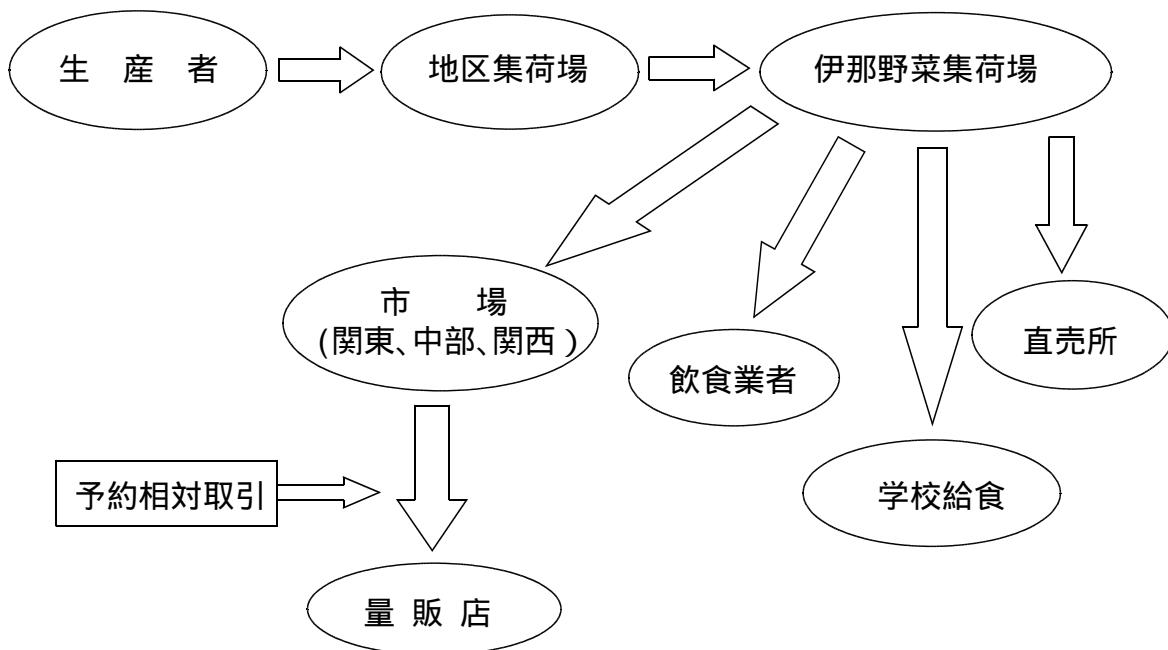 生 産 者
地区集荷場
伊那野菜集荷場
市 場
(関東、中部、関西)
飲食業者
直売所
学校給食
予約相対取引
量 販 店